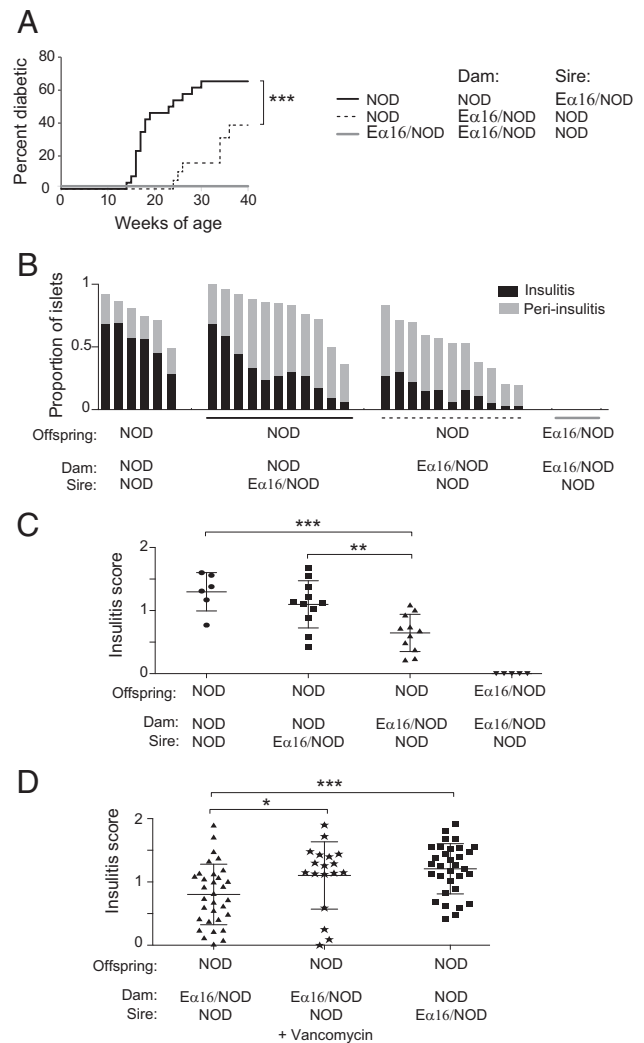 A
Percent diabetic
80
60
40
20
0
0 10 20 30 40
Weeks of age
***
Dam: Sire:
NOD NOD Eα16/NOD
NOD Eα16/NOD NOD
Eα16/NOD Eα16/NOD NOD
B
Proportion of islets
1
0.5
0
Insulitis
Peri-insulitis
Offspring: NOD NOD NOD Eα16/NOD
Dam: NOD NOD Eα16/NOD Eα16/NOD
Sire: NOD Eα16/NOD NOD NOD
C
***
**
Insulitis score
2
1
0
Offspring: NOD NOD NOD Eα16/NOD
Dam: NOD NOD Eα16/NOD Eα16/NOD
Sire: NOD Eα16/NOD NOD NOD
D
***
*
Insulitis score
2
1
0
Offspring: NOD NOD NOD
Dam: Eα16/NOD Eα16/NOD NOD
Sire: NOD NOD Eα16/NOD
+ Vancomycin